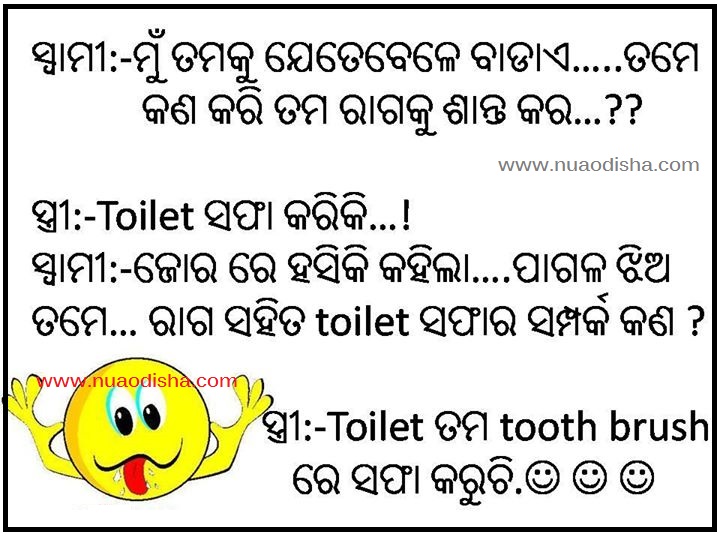 ସ୍ୱାମୀ:-ମୁଁ ତମକୁ ଯେତେବେଳେ ବାଡାଏ.....ତମେ
କଣ କରି ତମ ରାଗକୁ ଶାନ୍ତ କର...??
www.nuaodisha.com
ସ୍ତ୍ରୀ:-Toilet ସଫା କରିକି...!
ସ୍ୱାମୀ:-ଜୋର ରେ ହସିକି କହିଲା....ପାଗଳ ଝିଅ
ତମେ... ରାଗ ସହିତ toilet ସଫାର ସମ୍ପର୍କ କଣ ?
www.nuaodisha.com
ସ୍ତ୍ରୀ:-Toilet ତମ tooth brush
ରେ ସଫା କରୁଚି.☺ ☺ ☺